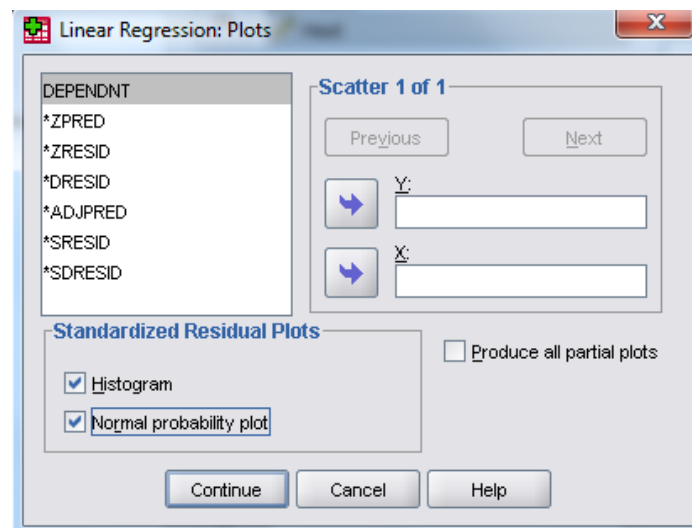 Linear Regression: Plots
DEPENDNT
*ZPRED
*ZRESID
*DRESID
*ADJPRED
*SRESID
*SDRESID
Scatter 1 of 1
Previous
Next
Y:
X:
Standardized Residual Plots
Histogram
Normal probability plot
Produce all partial plots
Continue
Cancel
Help